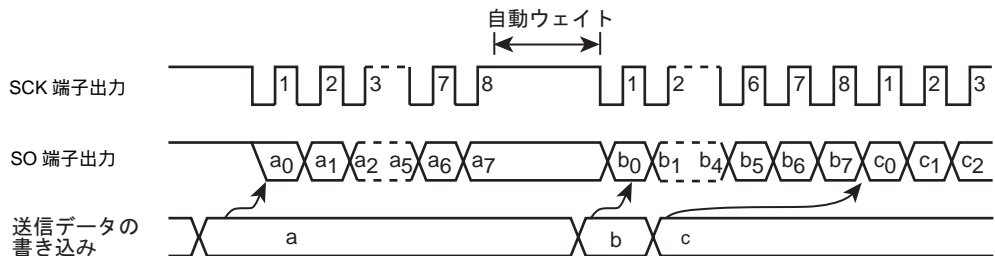 自動ウェイト
SCK 端子出力 1 2 3 7 8 1 2 6 7 8 1 2 3
SO 端子出力 a0 a1 a2 a5 a6 a7 b0 b1 b4 b5 b6 b7 c0 c1 c2
送信データの
書き込み
a b c